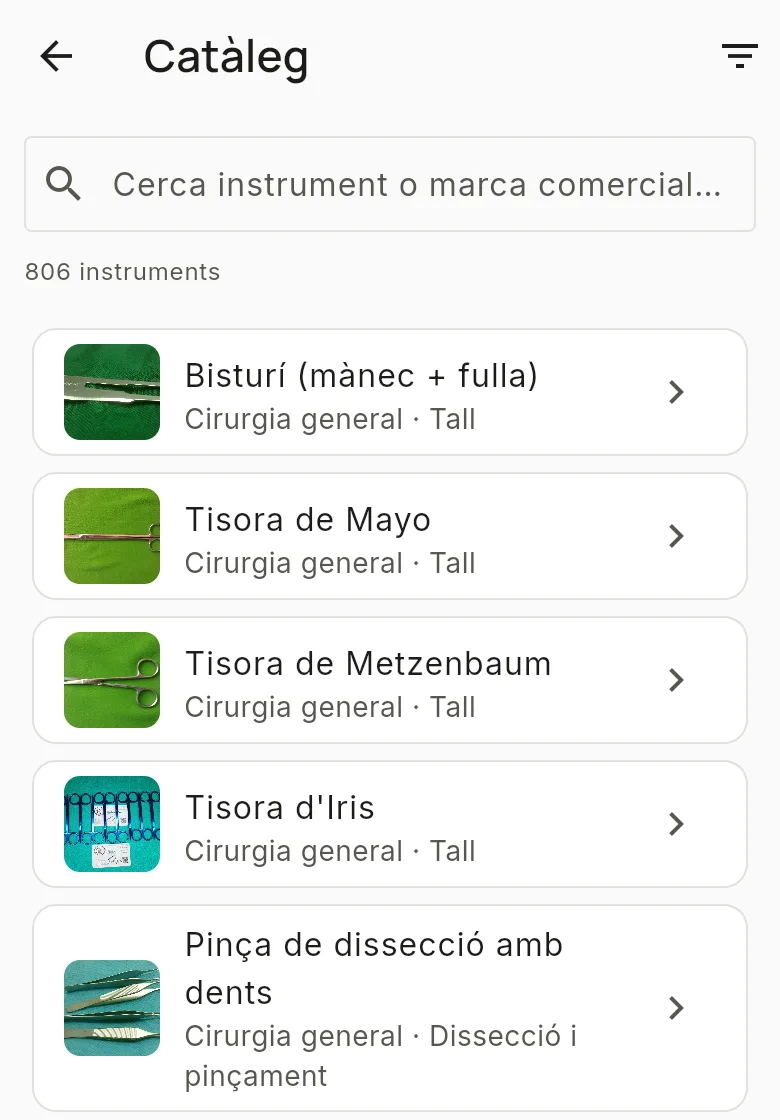 Catàleg
Cerca instrument o marca comercial...
806 instruments
Bisturí (mànec + fulla)
Cirurgia general · Tall
Tisora de Mayo
Cirurgia general · Tall
Tisora de Metzenbaum
Cirurgia general · Tall
Tisora d'Iris
Cirurgia general · Tall
Pinça de dissecció amb
dents
Cirurgia general · Dissecció i
pinçament